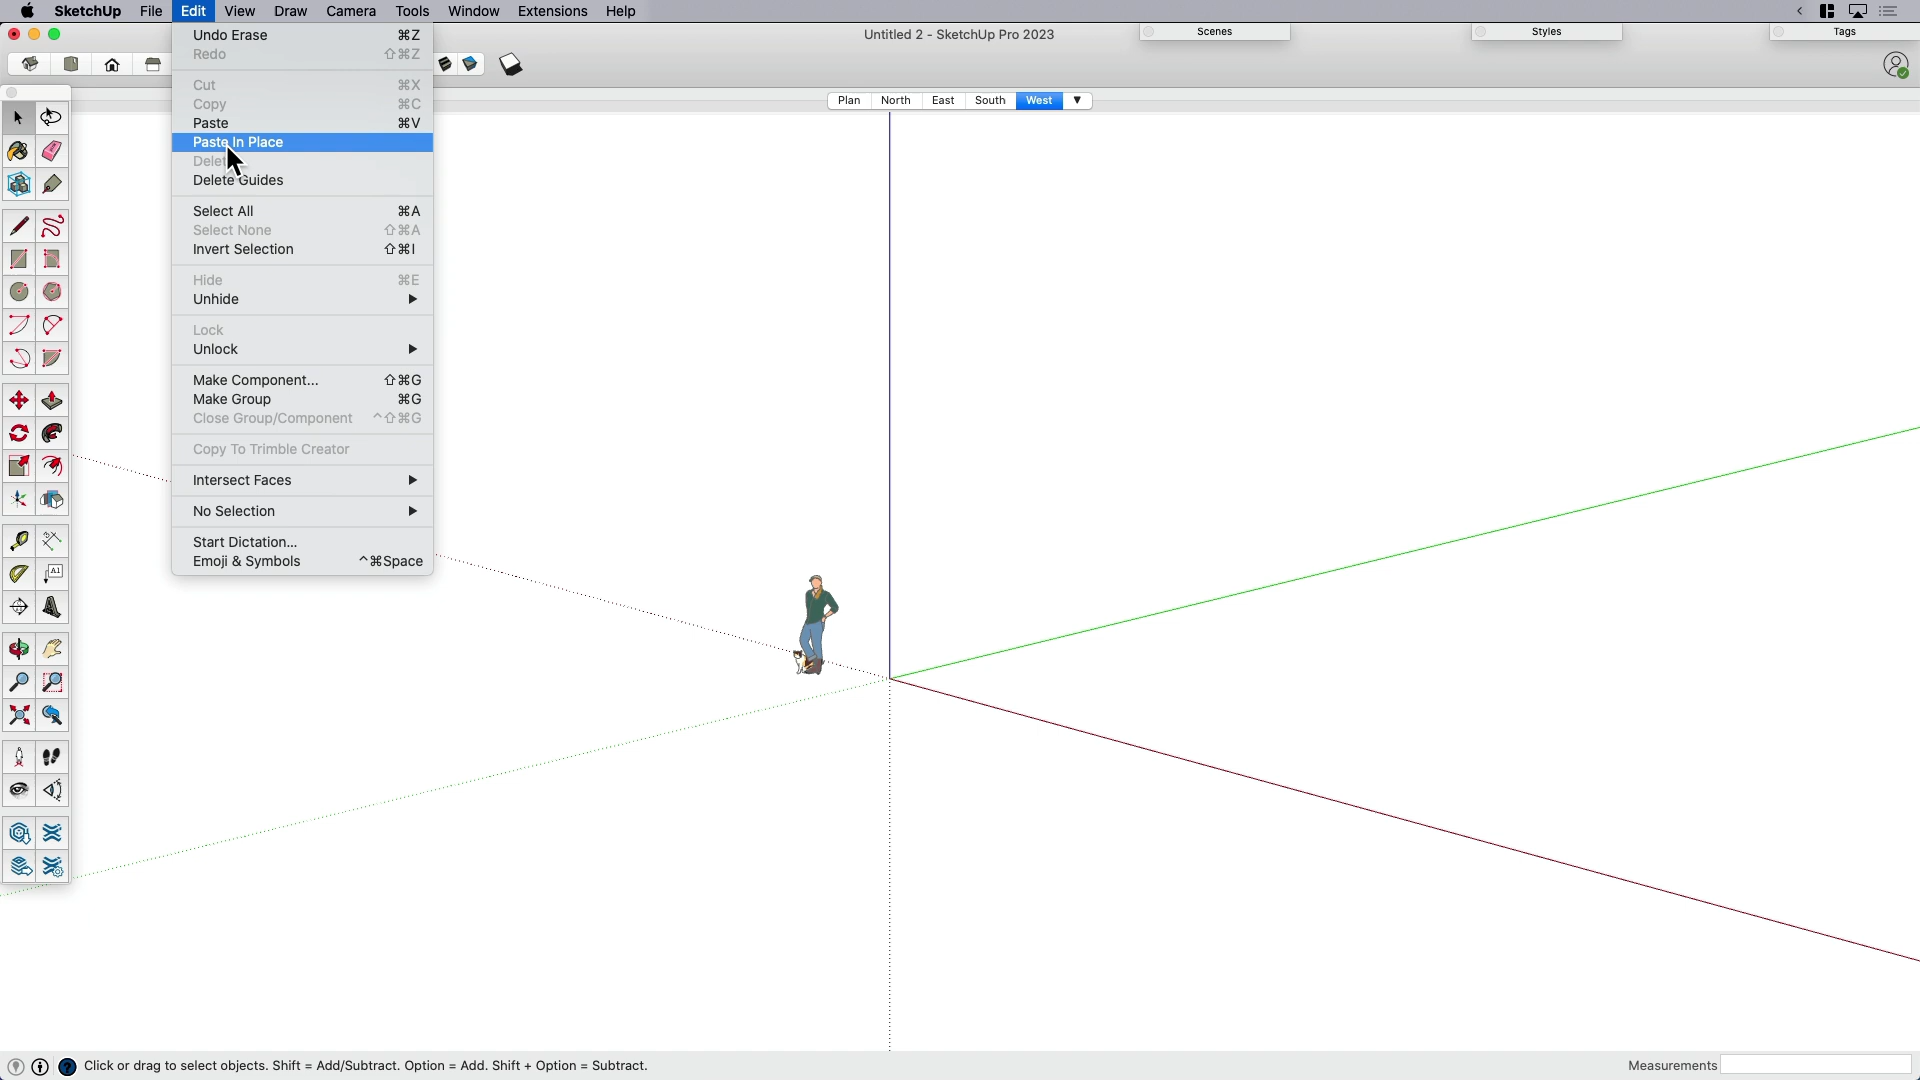 SketchUp File Edit View Draw Camera Tools Window Extensions Help
Untitled 2 - SketchUp Pro 2023
Scenes
Styles
Tags
Plan North East South West ▼
Undo Erase ⌘Z
Redo ⇧⌘Z
Cut ⌘X
Copy ⌘C
Paste ⌘V
Paste In Place
Delet
Delete Guides
Select All ⌘A
Select None ⇧⌘A
Invert Selection ⇧⌘I
Hide ⌘E
Unhide ▶
Lock
Unlock ▶
Make Component... ⇧⌘G
Make Group ⌘G
Close Group/Component ^⇧⌘G
Copy To Trimble Creator
Intersect Faces ▶
No Selection ▶
Start Dictation...
Emoji & Symbols ^⌘Space
A1
Click or drag to select objects. Shift = Add/Subtract. Option = Add. Shift + Option = Subtract.
Measurements